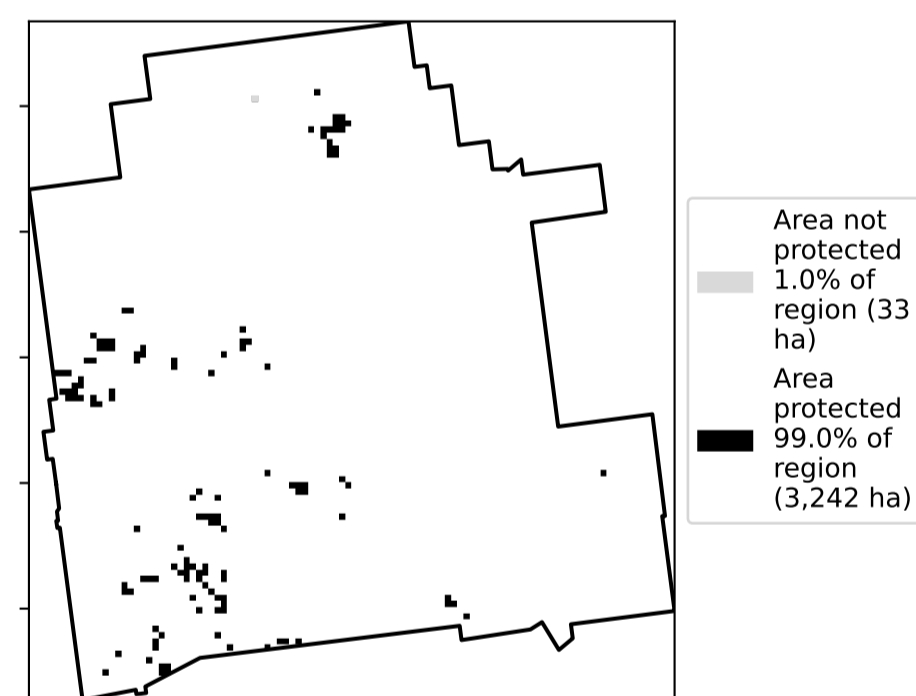 Area not
protected
1.0% of
region (33
ha)
Area
protected
99.0% of
region
(3,242 ha)